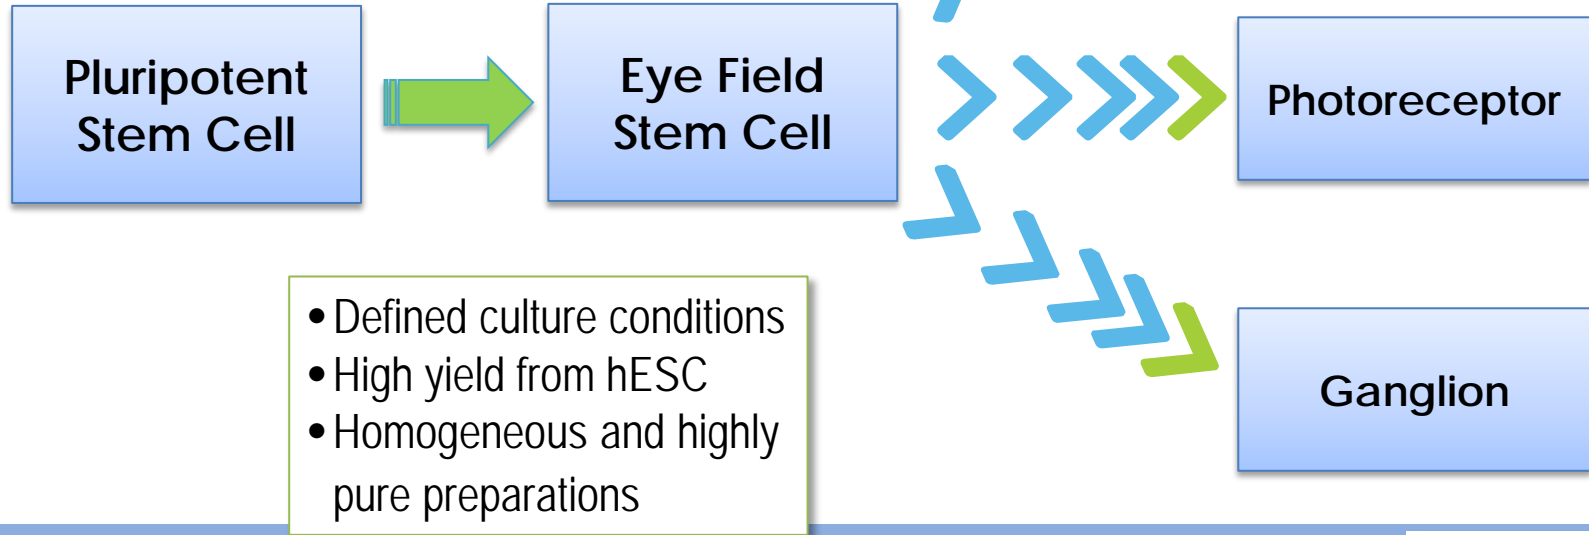 Pluripotent
Stem Cell
Eye Field
Stem Cell
Photoreceptor
• Defined culture conditions
• High yield from hESC
• Homogeneous and highly
pure preparations
Ganglion